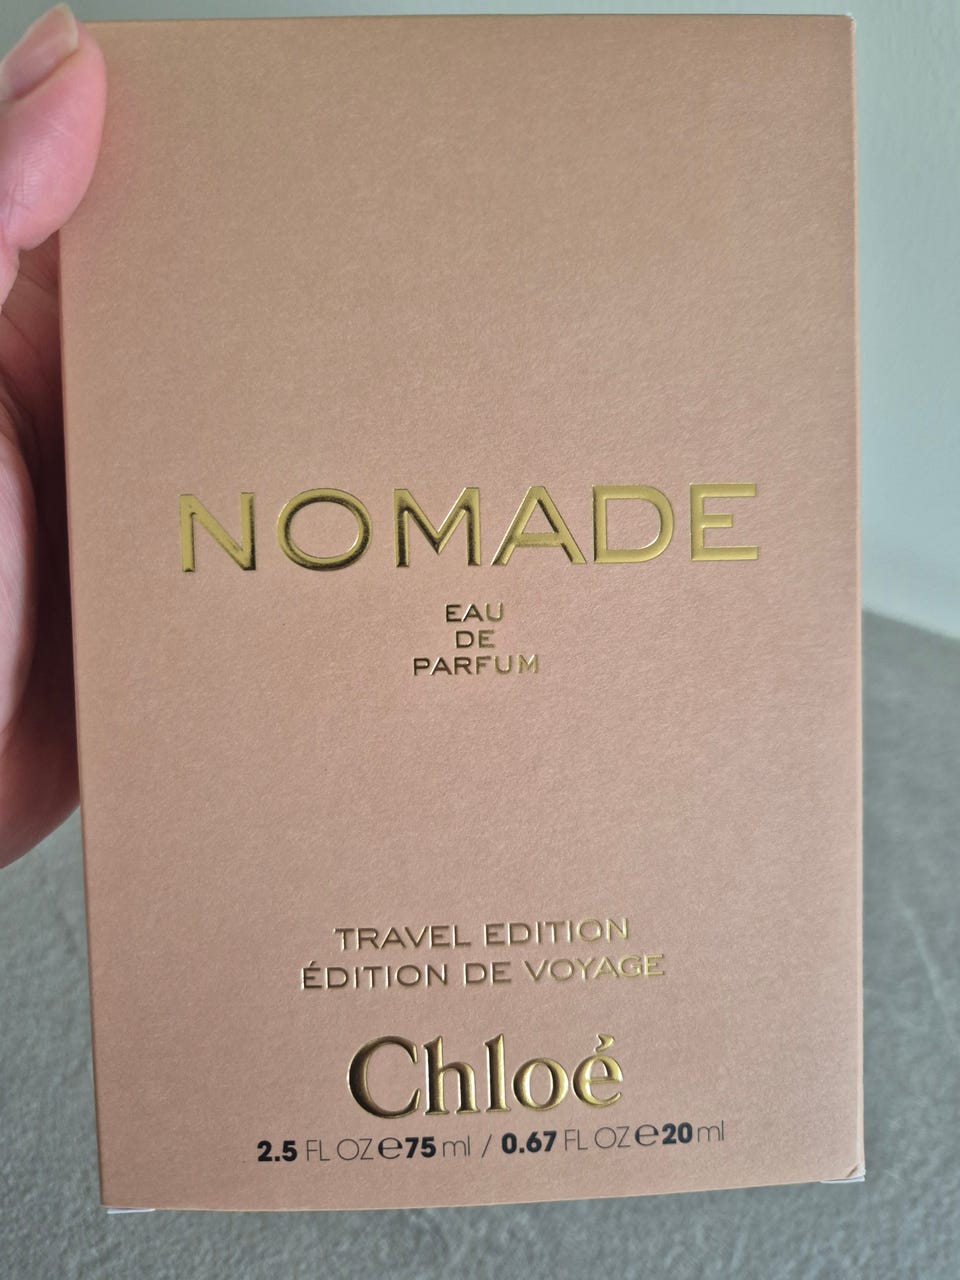 NOMADE
EAU
DE
PARFUM
TRAVEL EDITION
ÉDITION DE VOYAGE
Chloé
2.5 FL OZ ℮ 75 ml / 0.67 FL OZ ℮ 20 ml